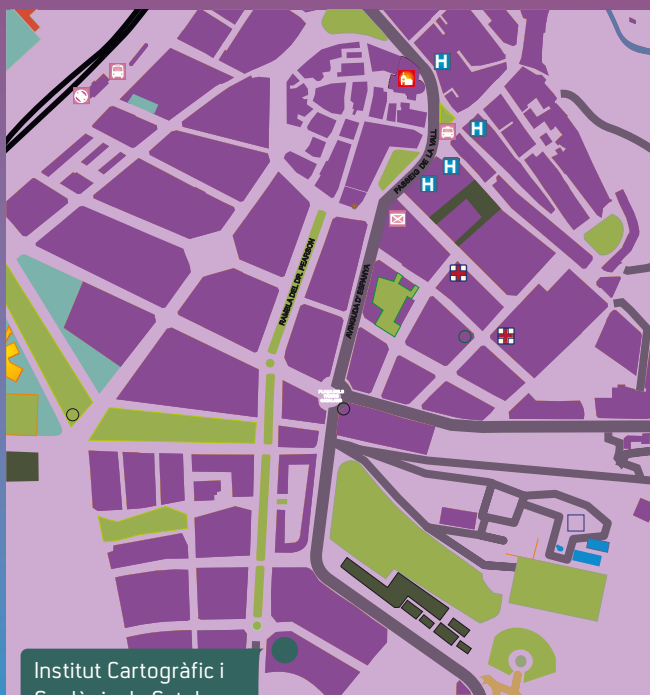 H
H
H
H
PASSEIG DE LA VALL
RAMBLA DEL DR. PEARSON
AVINGUDA D'ESPANYA
Institut Cartogràfic i